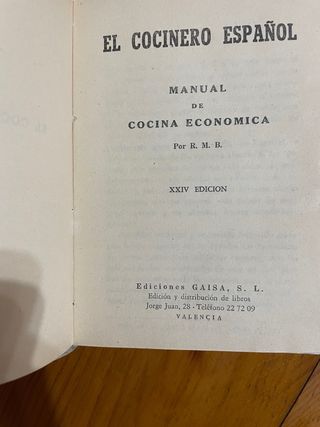 EL COCINERO ESPAÑOL
MANUAL
DE
COCINA ECONOMICA
Por R. M. B.
XXIV EDICION
Ediciones GAISA, S. L.
Edición y distribución de libros
Jorge Juan, 28 - Teléfono 22 72 09
VALENCIA